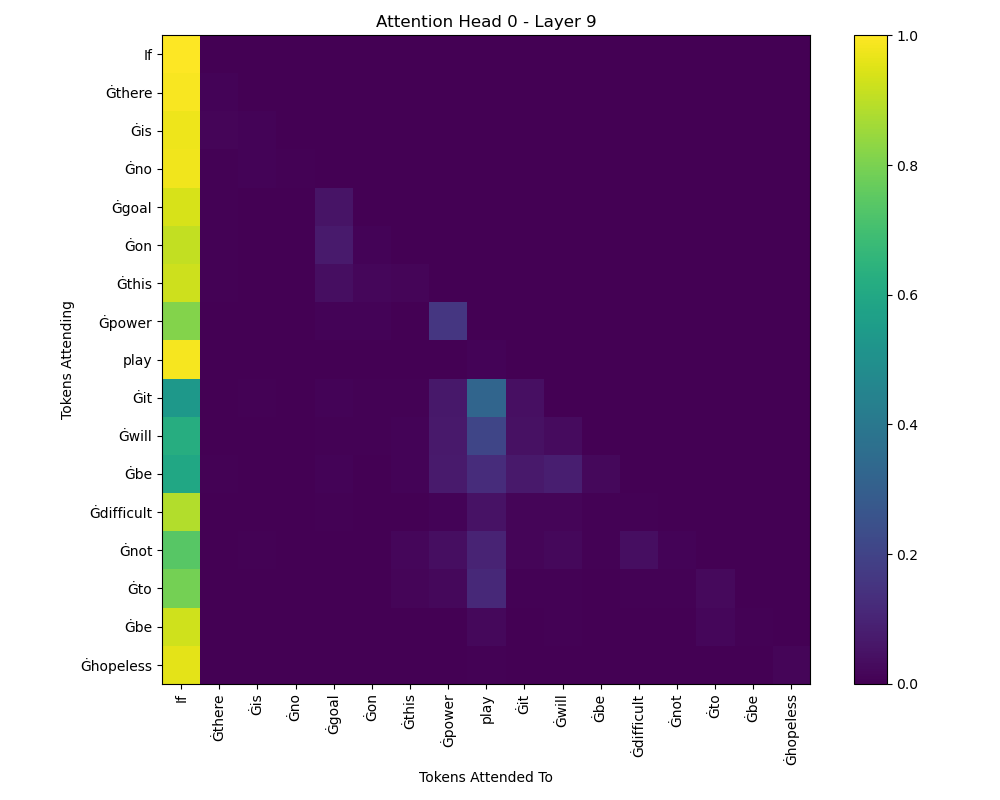 Attention Head 0 - Layer 9
Tokens Attending
If
Ġthere
Ġis
Ġno
Ġgoal
Ġon
Ġthis
Ġpower
play
Ġit
Ġwill
Ġbe
Ġdifficult
Ġnot
Ġto
Ġbe
Ġhopeless
If
Ġthere
Ġis
Ġno
Ġgoal
Ġon
Ġthis
Ġpower
play
Ġit
Ġwill
Ġbe
Ġdifficult
Ġnot
Ġto
Ġbe
Ġhopeless
Tokens Attended To
1.0
0.8
0.6
0.4
0.2
0.0